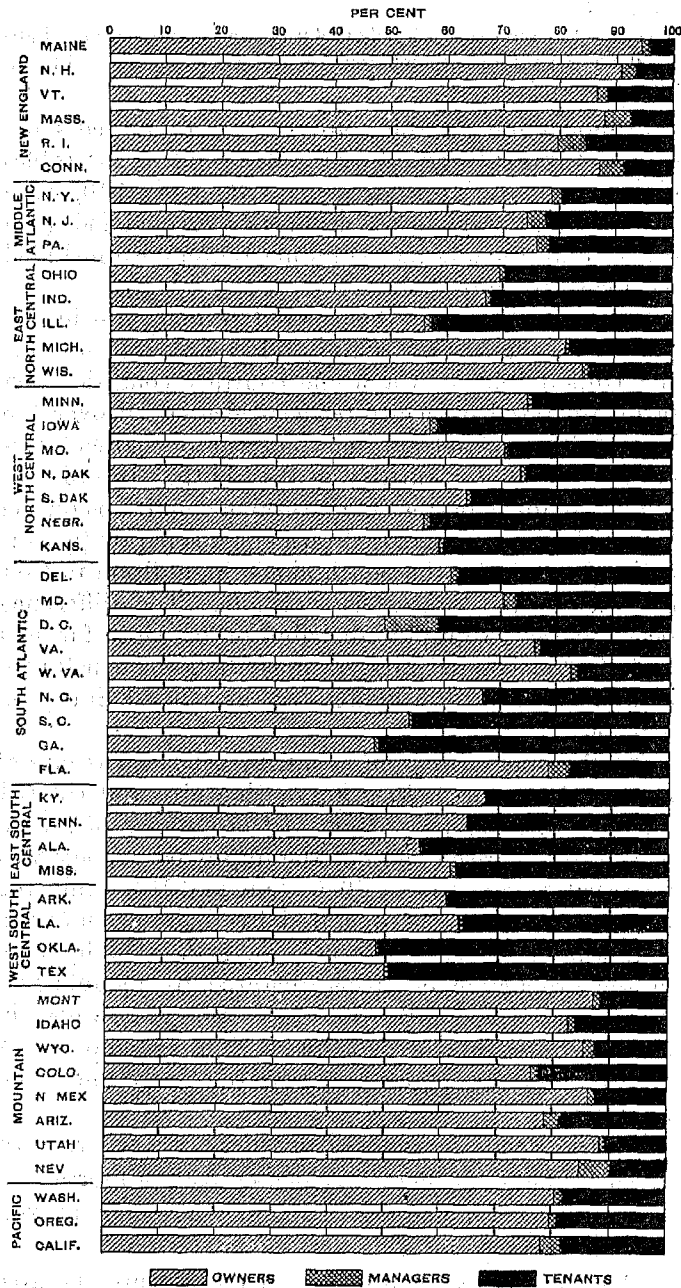 PER CENT
0 10 20 30 40 50 60 70 80 90 100
NEW ENGLAND
MAINE
N. H.
VT.
MASS.
R. I.
CONN.
MIDDLE ATLANTIC
N. Y.
N. J.
PA.
EAST NORTH CENTRAL
OHIO
IND.
ILL.
MICH.
WIS.
WEST NORTH CENTRAL
MINN.
IOWA
MO.
N. DAK
S. DAK
NEBR.
KANS.
SOUTH ATLANTIC
DEL.
MD.
D. C.
VA.
W. VA.
N. C.
S. C.
GA.
FLA.
EAST SOUTH CENTRAL
KY.
TENN.
ALA.
MISS.
WEST SOUTH CENTRAL
ARK.
LA.
OKLA.
TEX
MOUNTAIN
MONT
IDAHO
WYO.
COLO
N MEX
ARIZ.
UTAH
NEV
PACIFIC
WASH.
OREG.
CALIF.
OWNERS MANAGERS TENANTS